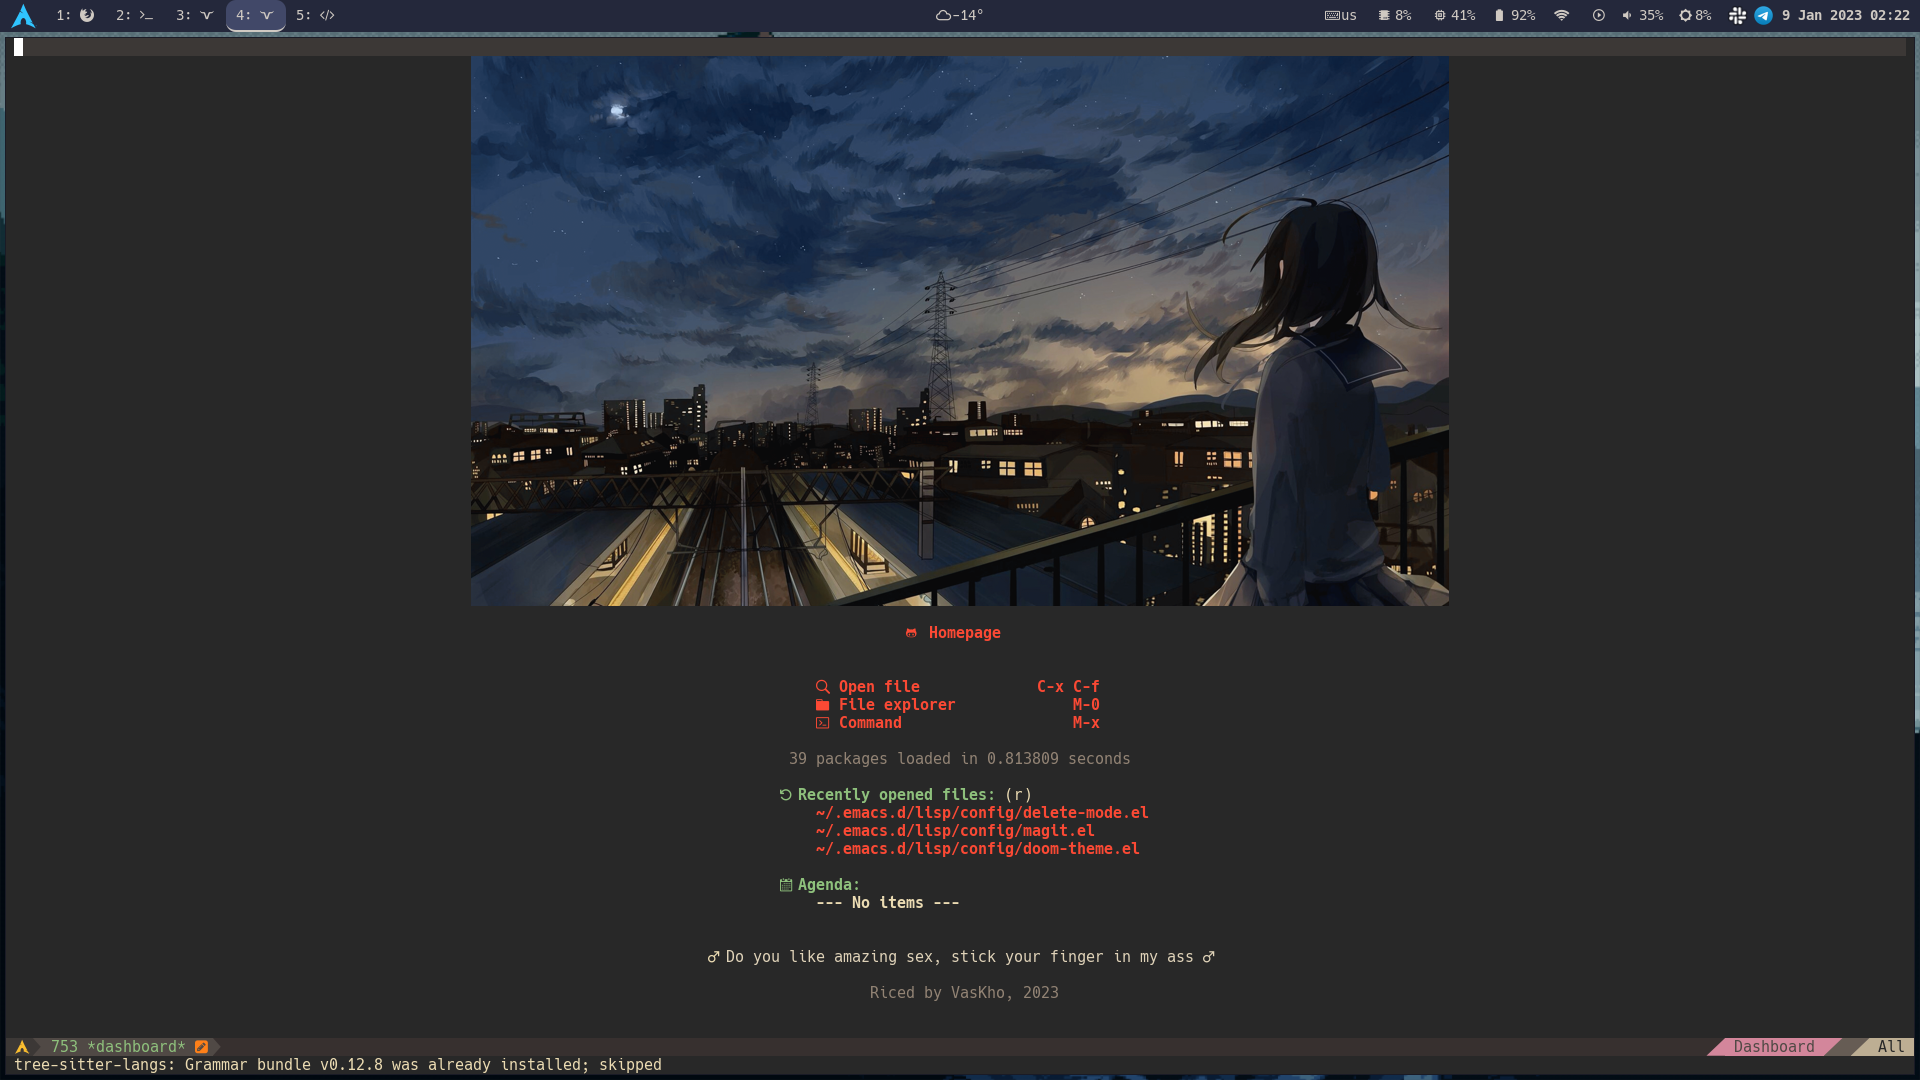 1: 2: 3: 4: 5: -14° us 8% 41% 92% 35% 8% 9 Jan 2023 02:22
Homepage
Open file C-x C-f
File explorer M-0
Command M-x
39 packages loaded in 0.813809 seconds
Recently opened files: (r)
~/.emacs.d/lisp/config/delete-mode.el
~/.emacs.d/lisp/config/magit.el
~/.emacs.d/lisp/config/doom-theme.el
Agenda:
--- No items ---
♂ Do you like amazing sex, stick your finger in my ass ♂
Riced by VasKho, 2023
753 *dashboard* Dashboard All
tree-sitter-langs: Grammar bundle v0.12.8 was already installed; skipped